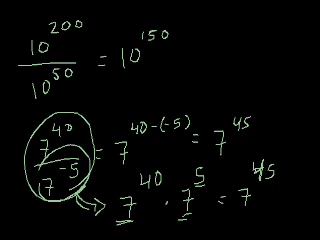 10^200 / 10^50 = 10^150
7^40 / 7^-5 = 7^40-(-5) = 7^45
7^40 · 7^5 = 7^45